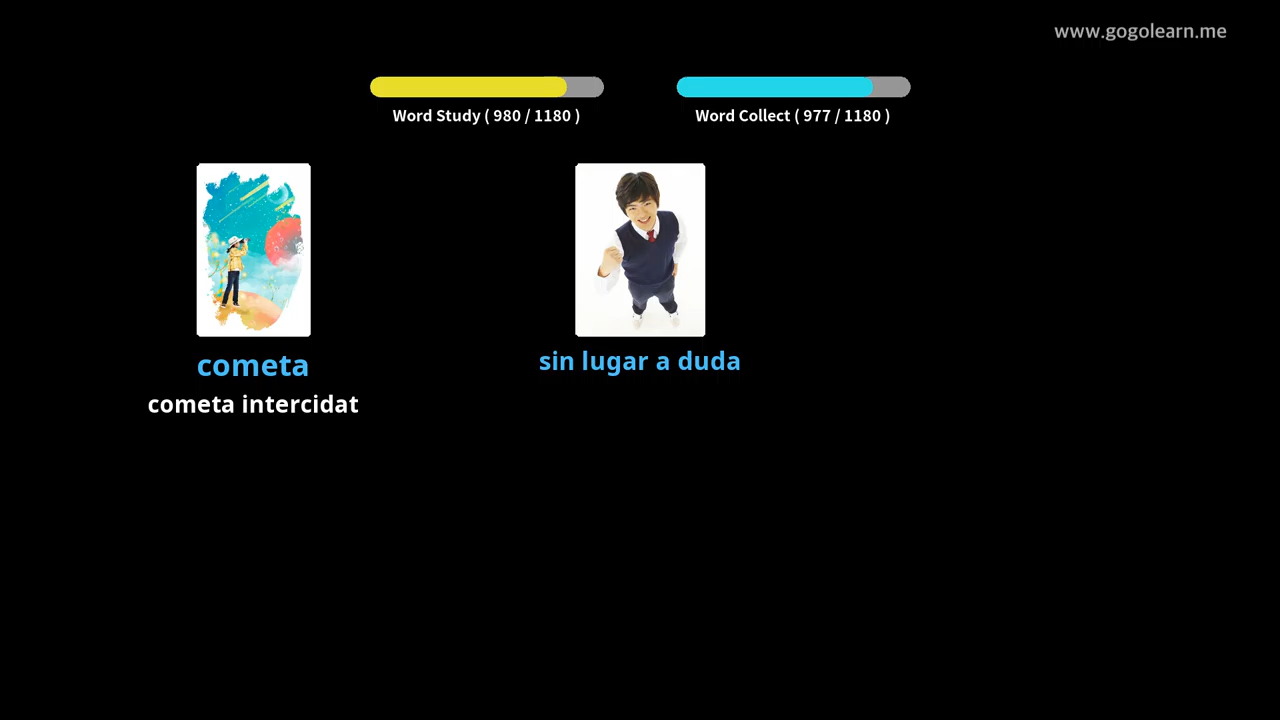 www.gogolearn.me
Word Study ( 980 / 1180 )
Word Collect ( 977 / 1180 )
cometa
cometa intercidat
sin lugar a duda